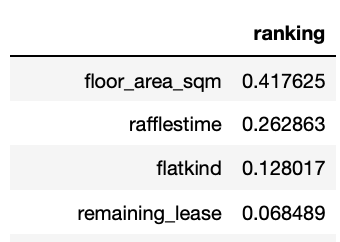 ranking
floor_area_sqm 0.417625
rafflestime 0.262863
flatkind 0.128017
remaining_lease 0.068489